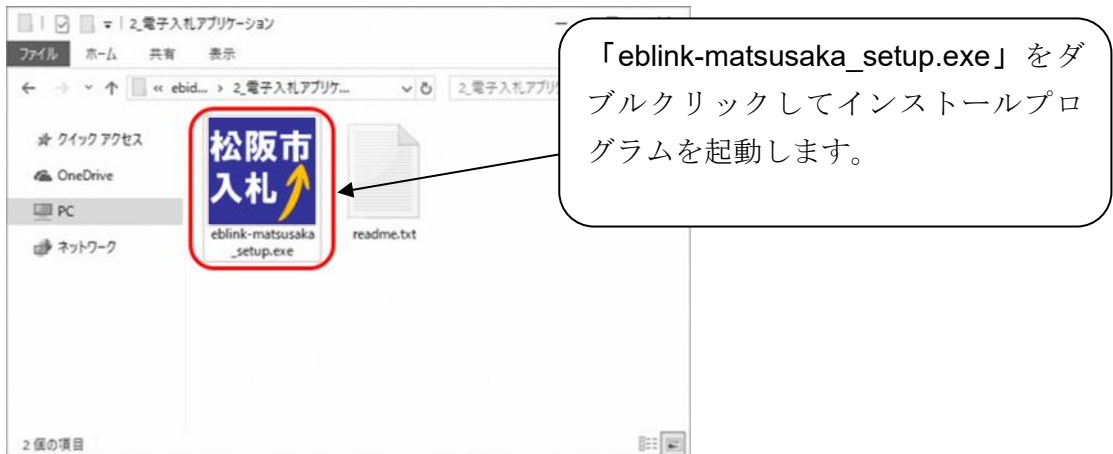 2_電子入札アプリケーション
ファイル ホーム 共有 表示
« ebid... › 2_電子入札アプリケ...
2_電子入札アプリ
クイック アクセス
OneDrive
PC
ネットワーク
松阪市
入札
eblink-matsusaka
_setup.exe
readme.txt
2 個の項目
「eblink-matsusaka_setup.exe」をダ
ブルクリックしてインストールプロ
グラムを起動します。